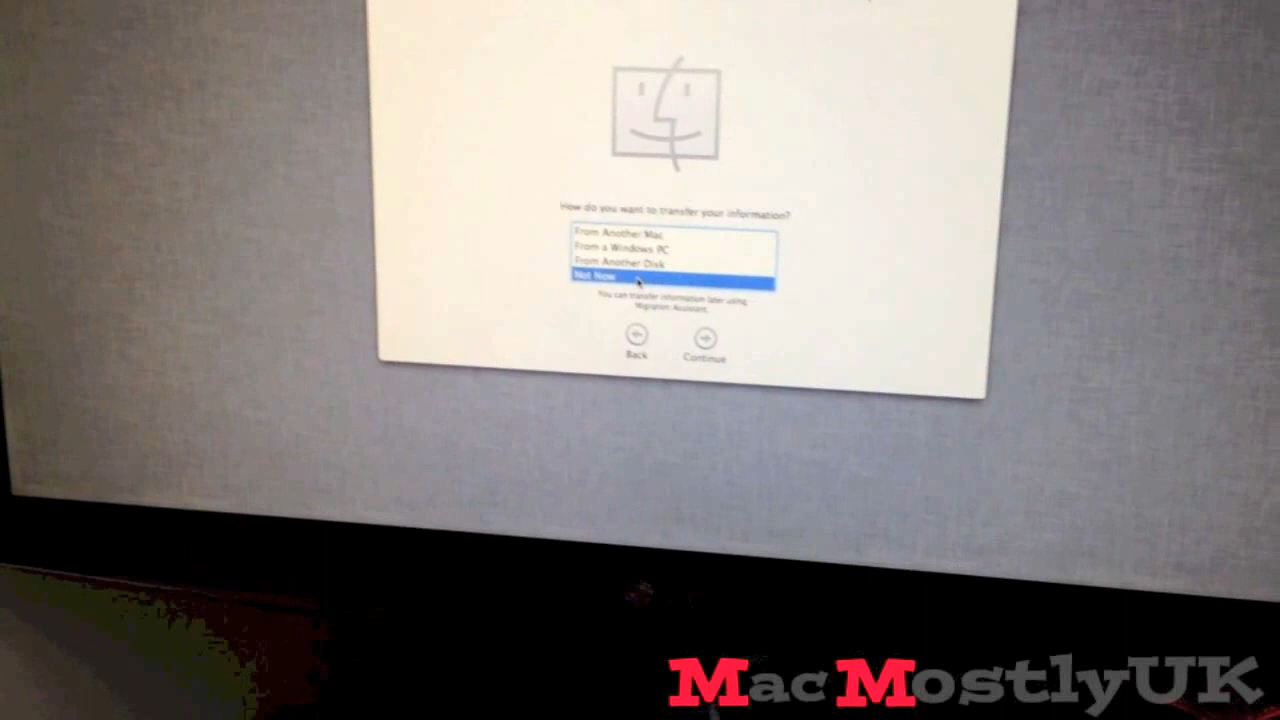 How do you want to transfer your information?
From Another Mac
From a Windows PC
From Another Disk
Not Now
You can transfer information later using
Migration Assistant.
Back
Continue
MacMostlyUK